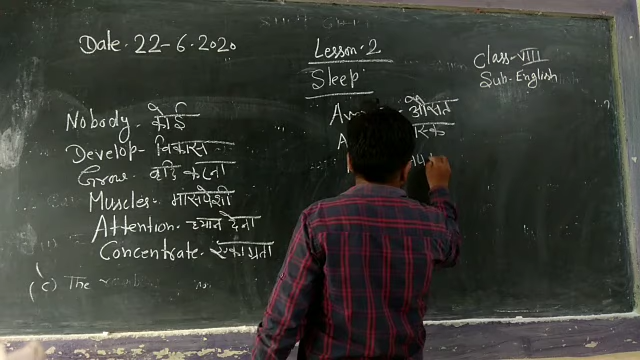 Date. 22-6.2020
Lesson. 2
Sleep.
Class-VIII
Sub-English
Nobody. कोई
Develop- विकास
Grow. वृद्धि करना
Muscles. मांसपेशी
Attention. ध्यान देना
Concentrate. एकाग्रता
(c) The
औसत